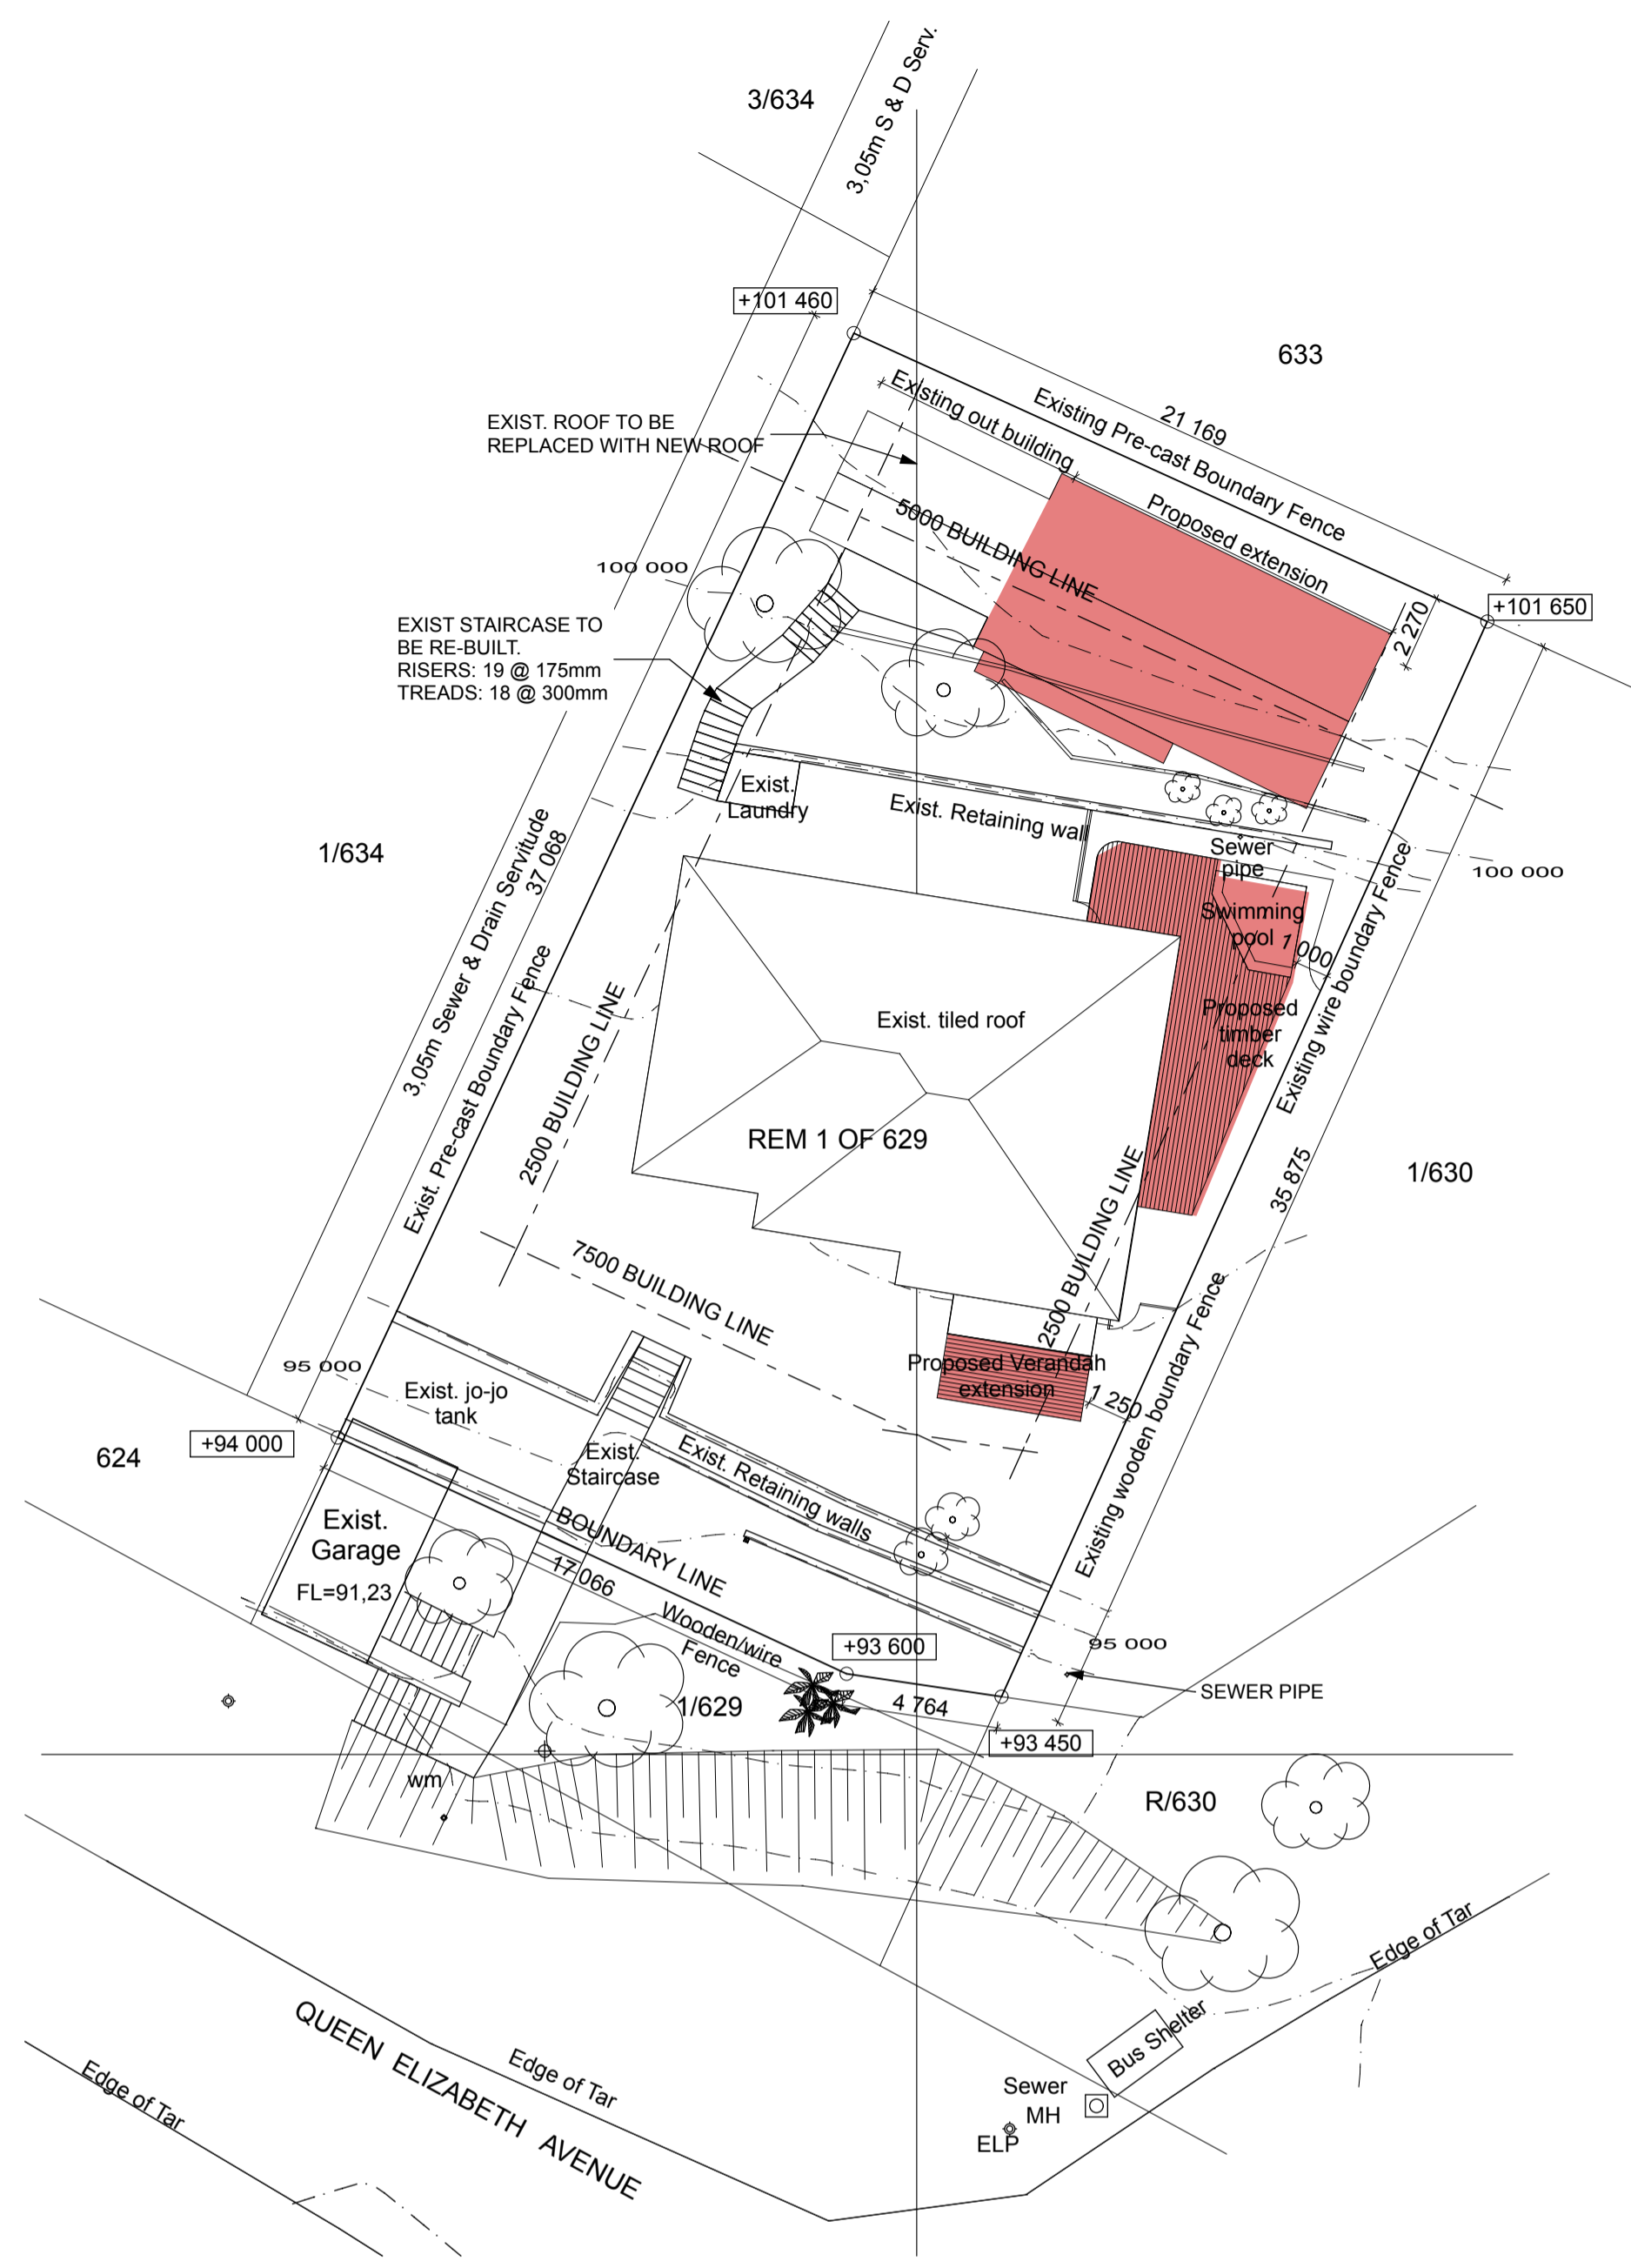 3/634
3,05m S & D Serv.
+101 460
633
Existing Pre-cast Boundary Fence
21 169
Existing out building
EXIST. ROOF TO BE
REPLACED WITH NEW ROOF
Proposed extension
5000 BUILDING LINE
100 000
+101 650
2 270
EXIST STAIRCASE TO
BE RE-BUILT.
RISERS: 19 @ 175mm
TREADS: 18 @ 300mm
Exist.
Laundry
Exist. Retaining wall
Sewer
pipe
1/634
3,05m Sewer & Drain Servitude
37 068
100 000
Swimming
pool
1 000
Exist. Pre-cast Boundary Fence
2500 BUILDING LINE
Exist. tiled roof
Proposed
timber
deck
Existing wire boundary Fence
REM 1 OF 629
1/630
35 875
2500 BUILDING LINE
7500 BUILDING LINE
Proposed Verandah
extension
1 250
Existing wooden boundary Fence
95 000
Exist. jo-jo
tank
+94 000
624
Exist.
Staircase
Exist. Retaining walls
Exist.
Garage
FL=91,23
BOUNDARY LINE
17 066
Wooden/wire
Fence
+93 600
95 000
SEWER PIPE
1/629
4 764
+93 450
wm
R/630
Edge of Tar
QUEEN ELIZABETH AVENUE
Edge of Tar
Edge of Tar
Bus Shelter
Sewer
MH
ELP